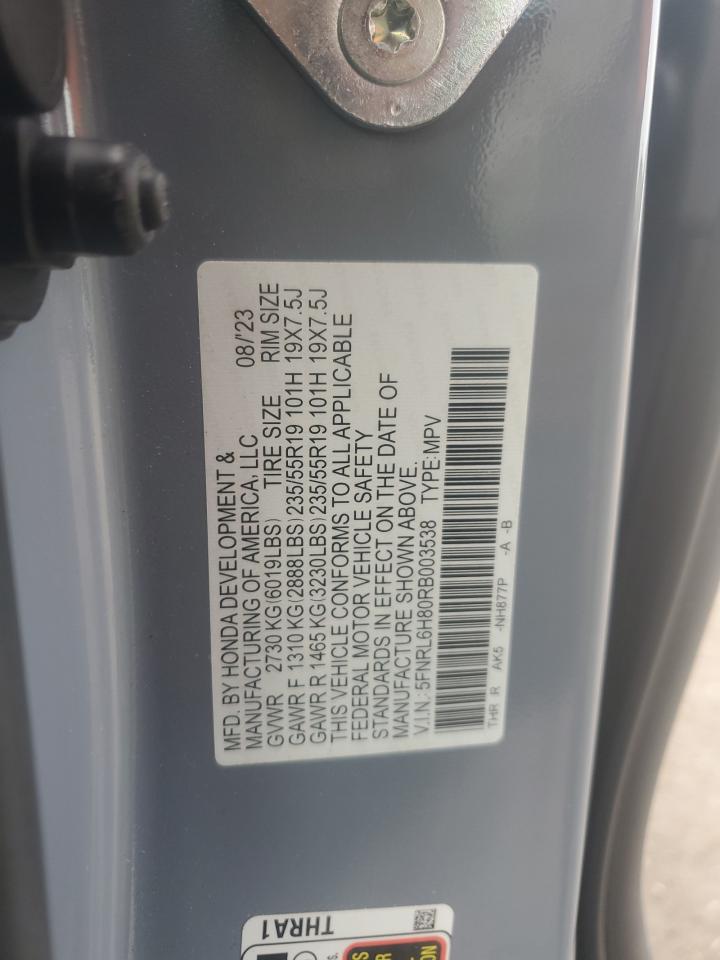 MFD. BY HONDA DEVELOPMENT &
MANUFACTURING OF AMERICA, LLC 08/'23
GVWR 2730 KG(6019LBS) TIRE SIZE RIM SIZE
GAWR F 1310 KG(2888LBS)235/55R19 101H 19X7.5J
GAWR R 1465 KG(3230LBS)235/55R19 101H 19X7.5J
THIS VEHICLE CONFORMS TO ALL APPLICABLE
FEDERAL MOTOR VEHICLE SAFETY
STANDARDS IN EFFECT ON THE DATE OF
MANUFACTURE SHOWN ABOVE.
V.I.N.:5FNRL6H80RB003538 TYPE:MPV
THR R AK5 -NH877P -A -B
THRA1